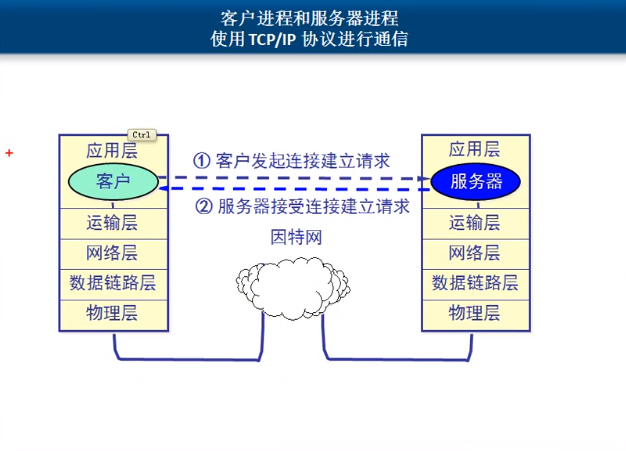 客户进程和服务器进程
使用 TCP/IP 协议进行通信
Ctrl
应用层
客户
运输层
网络层
数据链路层
物理层
① 客户发起连接建立请求
② 服务器接受连接建立请求
因特网
应用层
服务器
运输层
网络层
数据链路层
物理层